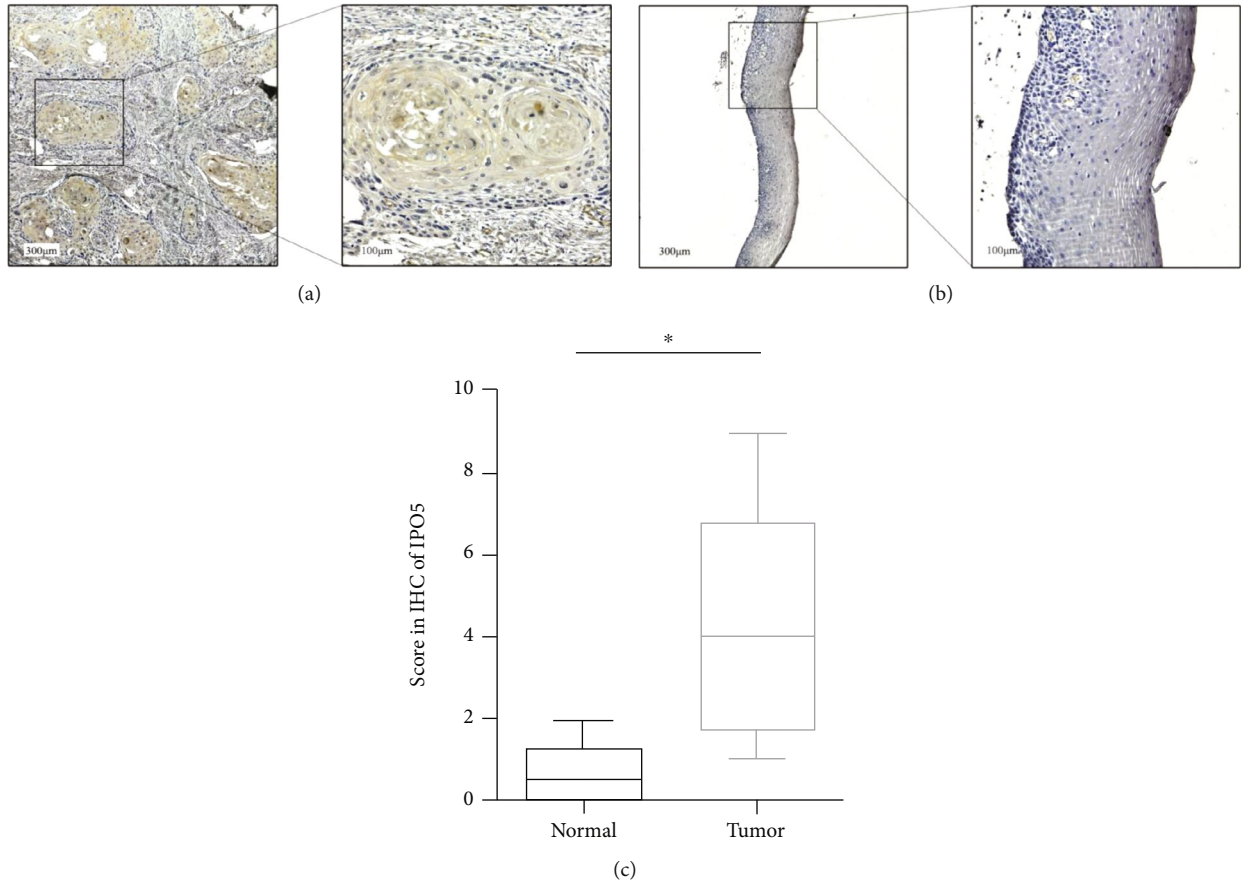 300μm
100μm
300μm
100μm
(a)
(b)
*
10
8
6
4
2
0
Score in IHC of IPO5
Normal
Tumor
(c)